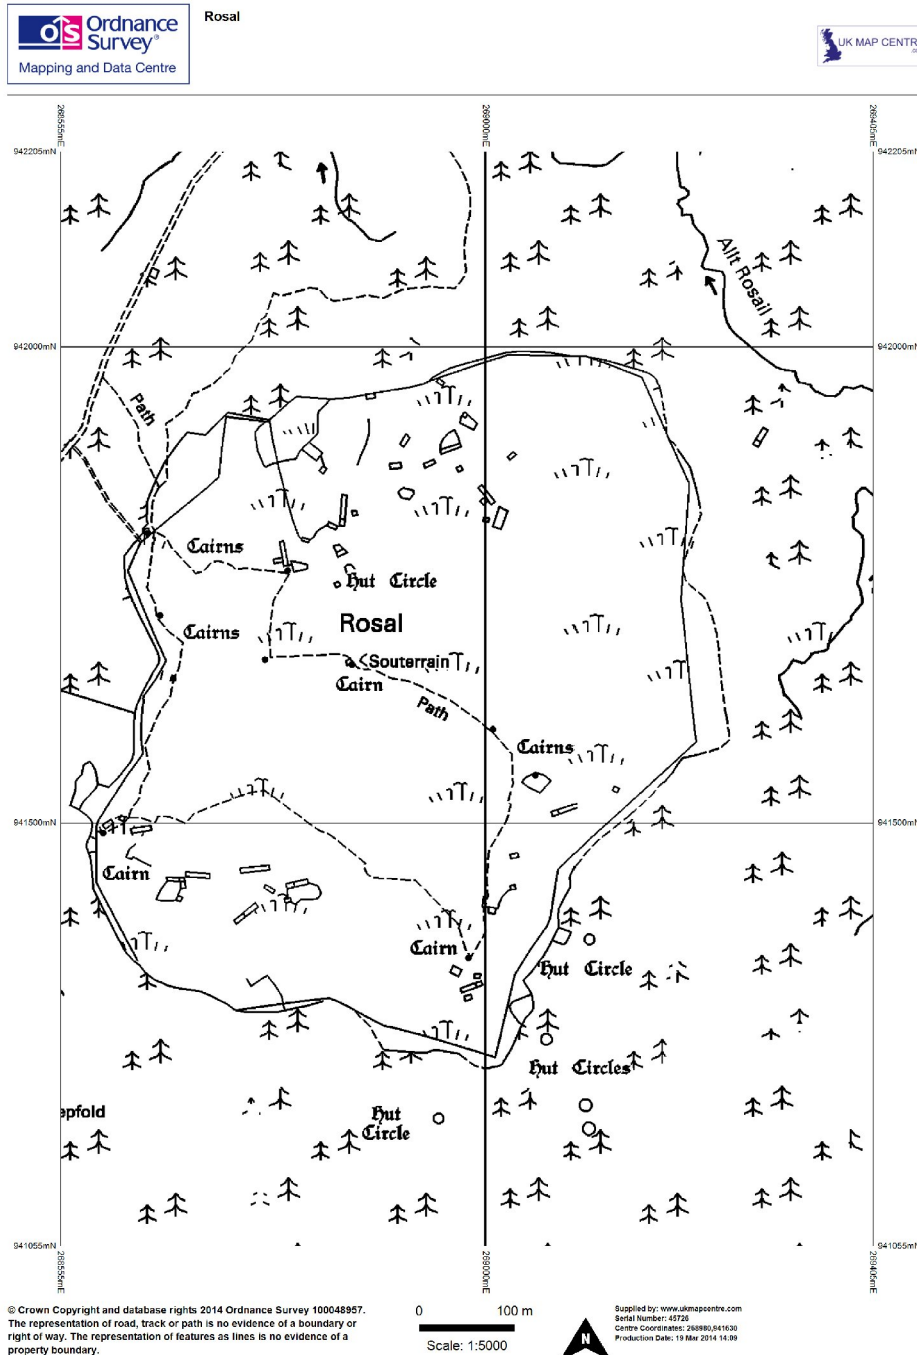 Ordnance
Survey®
Mapping and Data Centre
Rosal
UK MAP CENTR
268555mE
269000mE
269405mE
942205mN
942205mN
Allt Rosail
942000mN
942000mN
Path
Cairns
Hut Circle
Rosal
Cairns
Souterrain
Cairn
Path
Cairns
941500mN
941500mN
Cairn
Cairn
Hut Circle
Hut Circles
epfold
Hut
Circle
941055mN
941055mN
268555mE
269000mE
269405mE
© Crown Copyright and database rights 2014 Ordnance Survey 100048957.
The representation of road, track or path is no evidence of a boundary or
right of way. The representation of features as lines is no evidence of a
property boundary.
0 100 m
Scale: 1:5000
N
Supplied by: www.ukmapcentre.com
Serial Number: 45726
Centre Coordinates: 268980,941630
Production Date: 19 Mar 2014 14:09